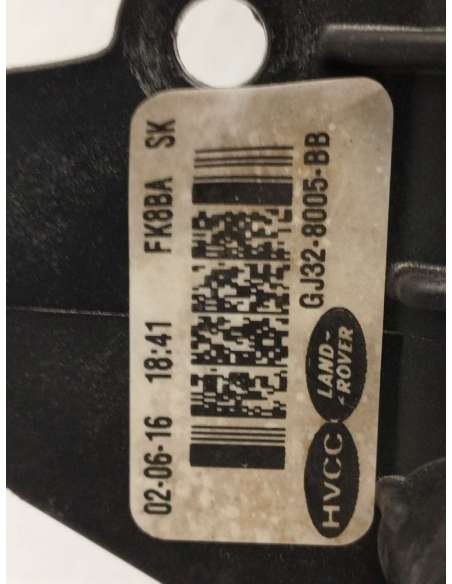 02-06-16 18:41 FK8BA SK
GJ32-8005-BB
HVCC LAND-
-ROVER